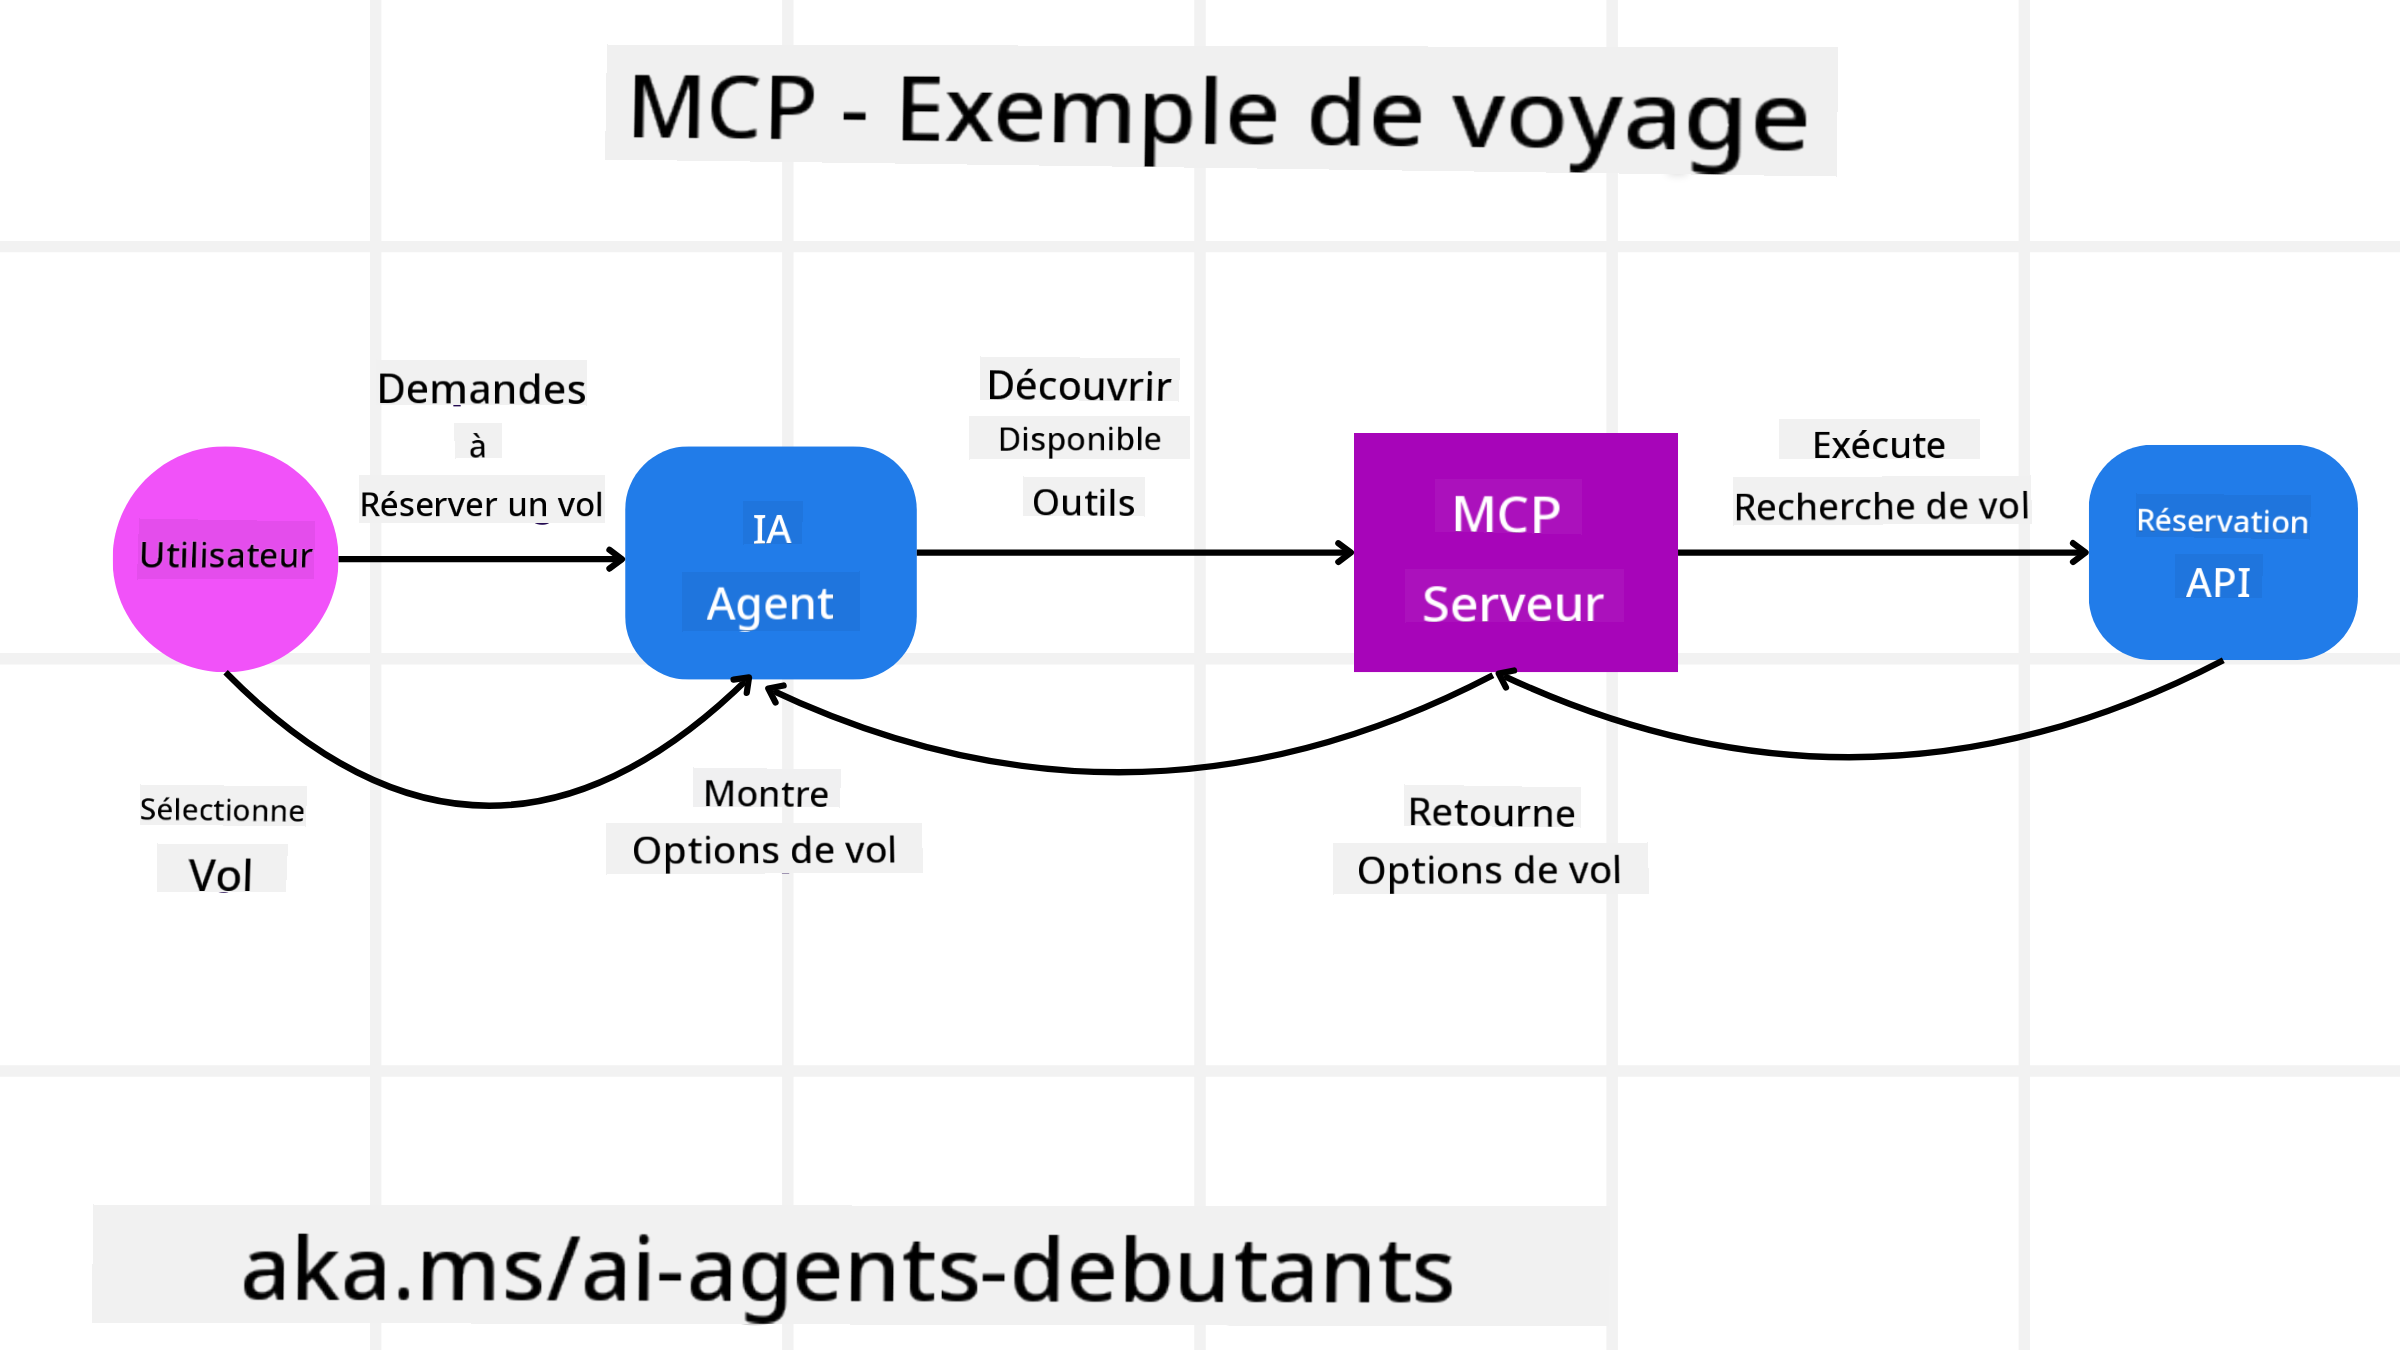 MCP - Exemple de voyage
Demandes
à
Réserver un vol
Découvrir
Disponible
Outils
Exécute
Recherche de vol
Utilisateur
IA
Agent
MCP
Serveur
Réservation
API
Sélectionne
Vol
Montre
Options de vol
Retourne
Options de vol
aka.ms/ai-agents-debutants